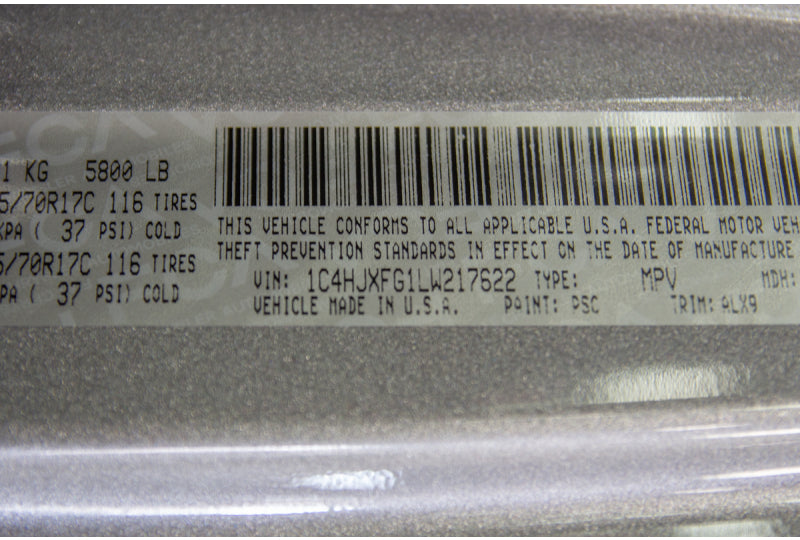 1 KG 5800 LB
5/70R17C 116 TIRES
KPA ( 37 PSI) COLD
5/70R17C 116 TIRES
PA ( 37 PSI) COLD
THIS VEHICLE CONFORMS TO ALL APPLICABLE U.S.A. FEDERAL MOTOR VEH
THEFT PREVENTION STANDARDS IN EFFECT ON THE DATE OF MANUFACTURE
VIN: 1C4HJXFG1LW217622 TYPE: MPV MDH:
VEHICLE MADE IN U.S.A. PAINT: PSC TRIM: ALX9